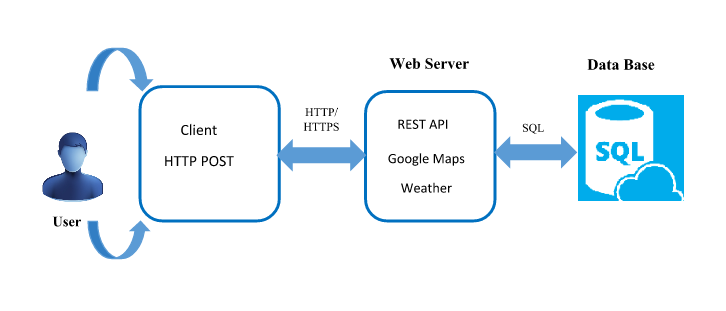 Web Server
Data Base
Client
HTTP POST
HTTP/
HTTPS
REST API
Google Maps
Weather
SQL
SQL
User